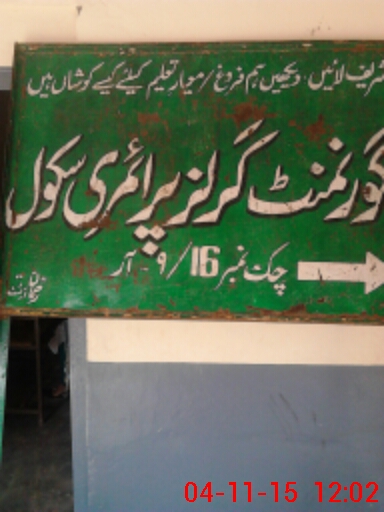 تشریف لائیں، دیکھیں ہم فروغ / معیار تعلیم کیلئے کیسے کوشاں ہیں
گورنمنٹ گرلز پرائمری سکول
چک نمبر 16/۹-آر
04-11-15 12:02